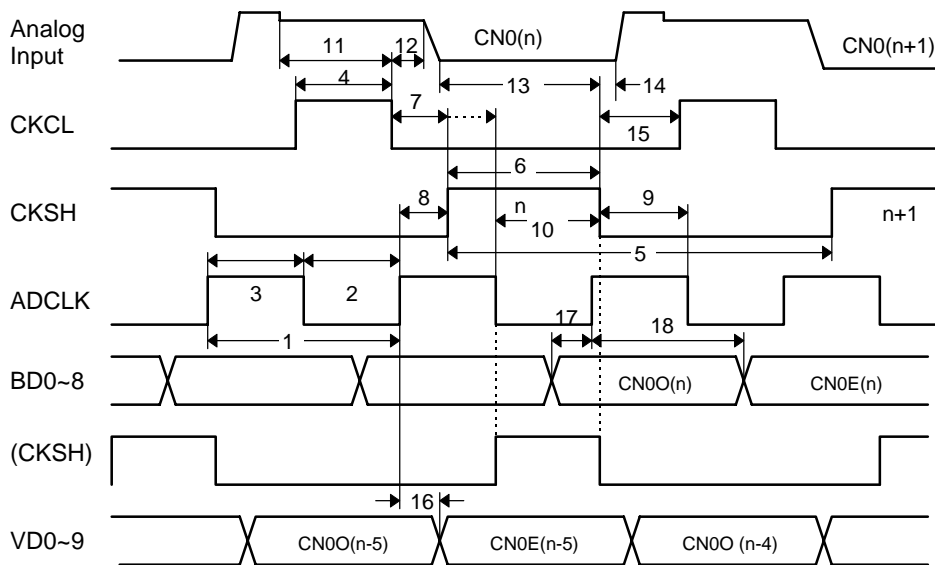 Analog
Input
CN0(n)
CN0(n+1)
11
12
4
13
14
7
CKCL
15
6
CKSH
8
n
9
n+1
10
5
ADCLK
3
2
17
18
1
BD0~8
CN0O(n)
CN0E(n)
(CKSH)
16
VD0~9
CN0O(n-5)
CN0E(n-5)
CN0O (n-4)